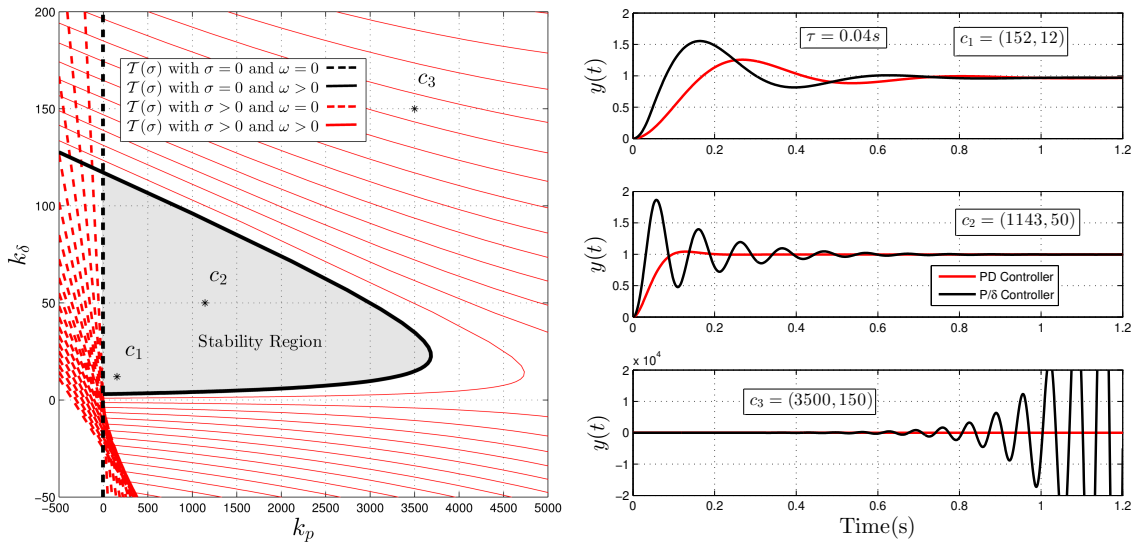 200
150
100
50
0
−50
k_δ
𝒯(σ) with σ = 0 and ω = 0
𝒯(σ) with σ = 0 and ω > 0
𝒯(σ) with σ > 0 and ω = 0
𝒯(σ) with σ > 0 and ω > 0
c_3
c_2
c_1
Stability Region
−500 0 500 1000 1500 2000 2500 3000 3500 4000 4500 5000
k_p
2
1.5
1
0.5
0
y(t)
τ = 0.04s
c_1 = (152, 12)
0 0.2 0.4 0.6 0.8 1 1.2
2
1.5
1
0.5
0
y(t)
c_2 = (1143, 50)
PD Controller
P/δ Controller
0 0.2 0.4 0.6 0.8 1 1.2
x 10^4
2
1
0
−1
−2
y(t)
c_3 = (3500, 150)
0 0.2 0.4 0.6 0.8 1 1.2
Time(s)